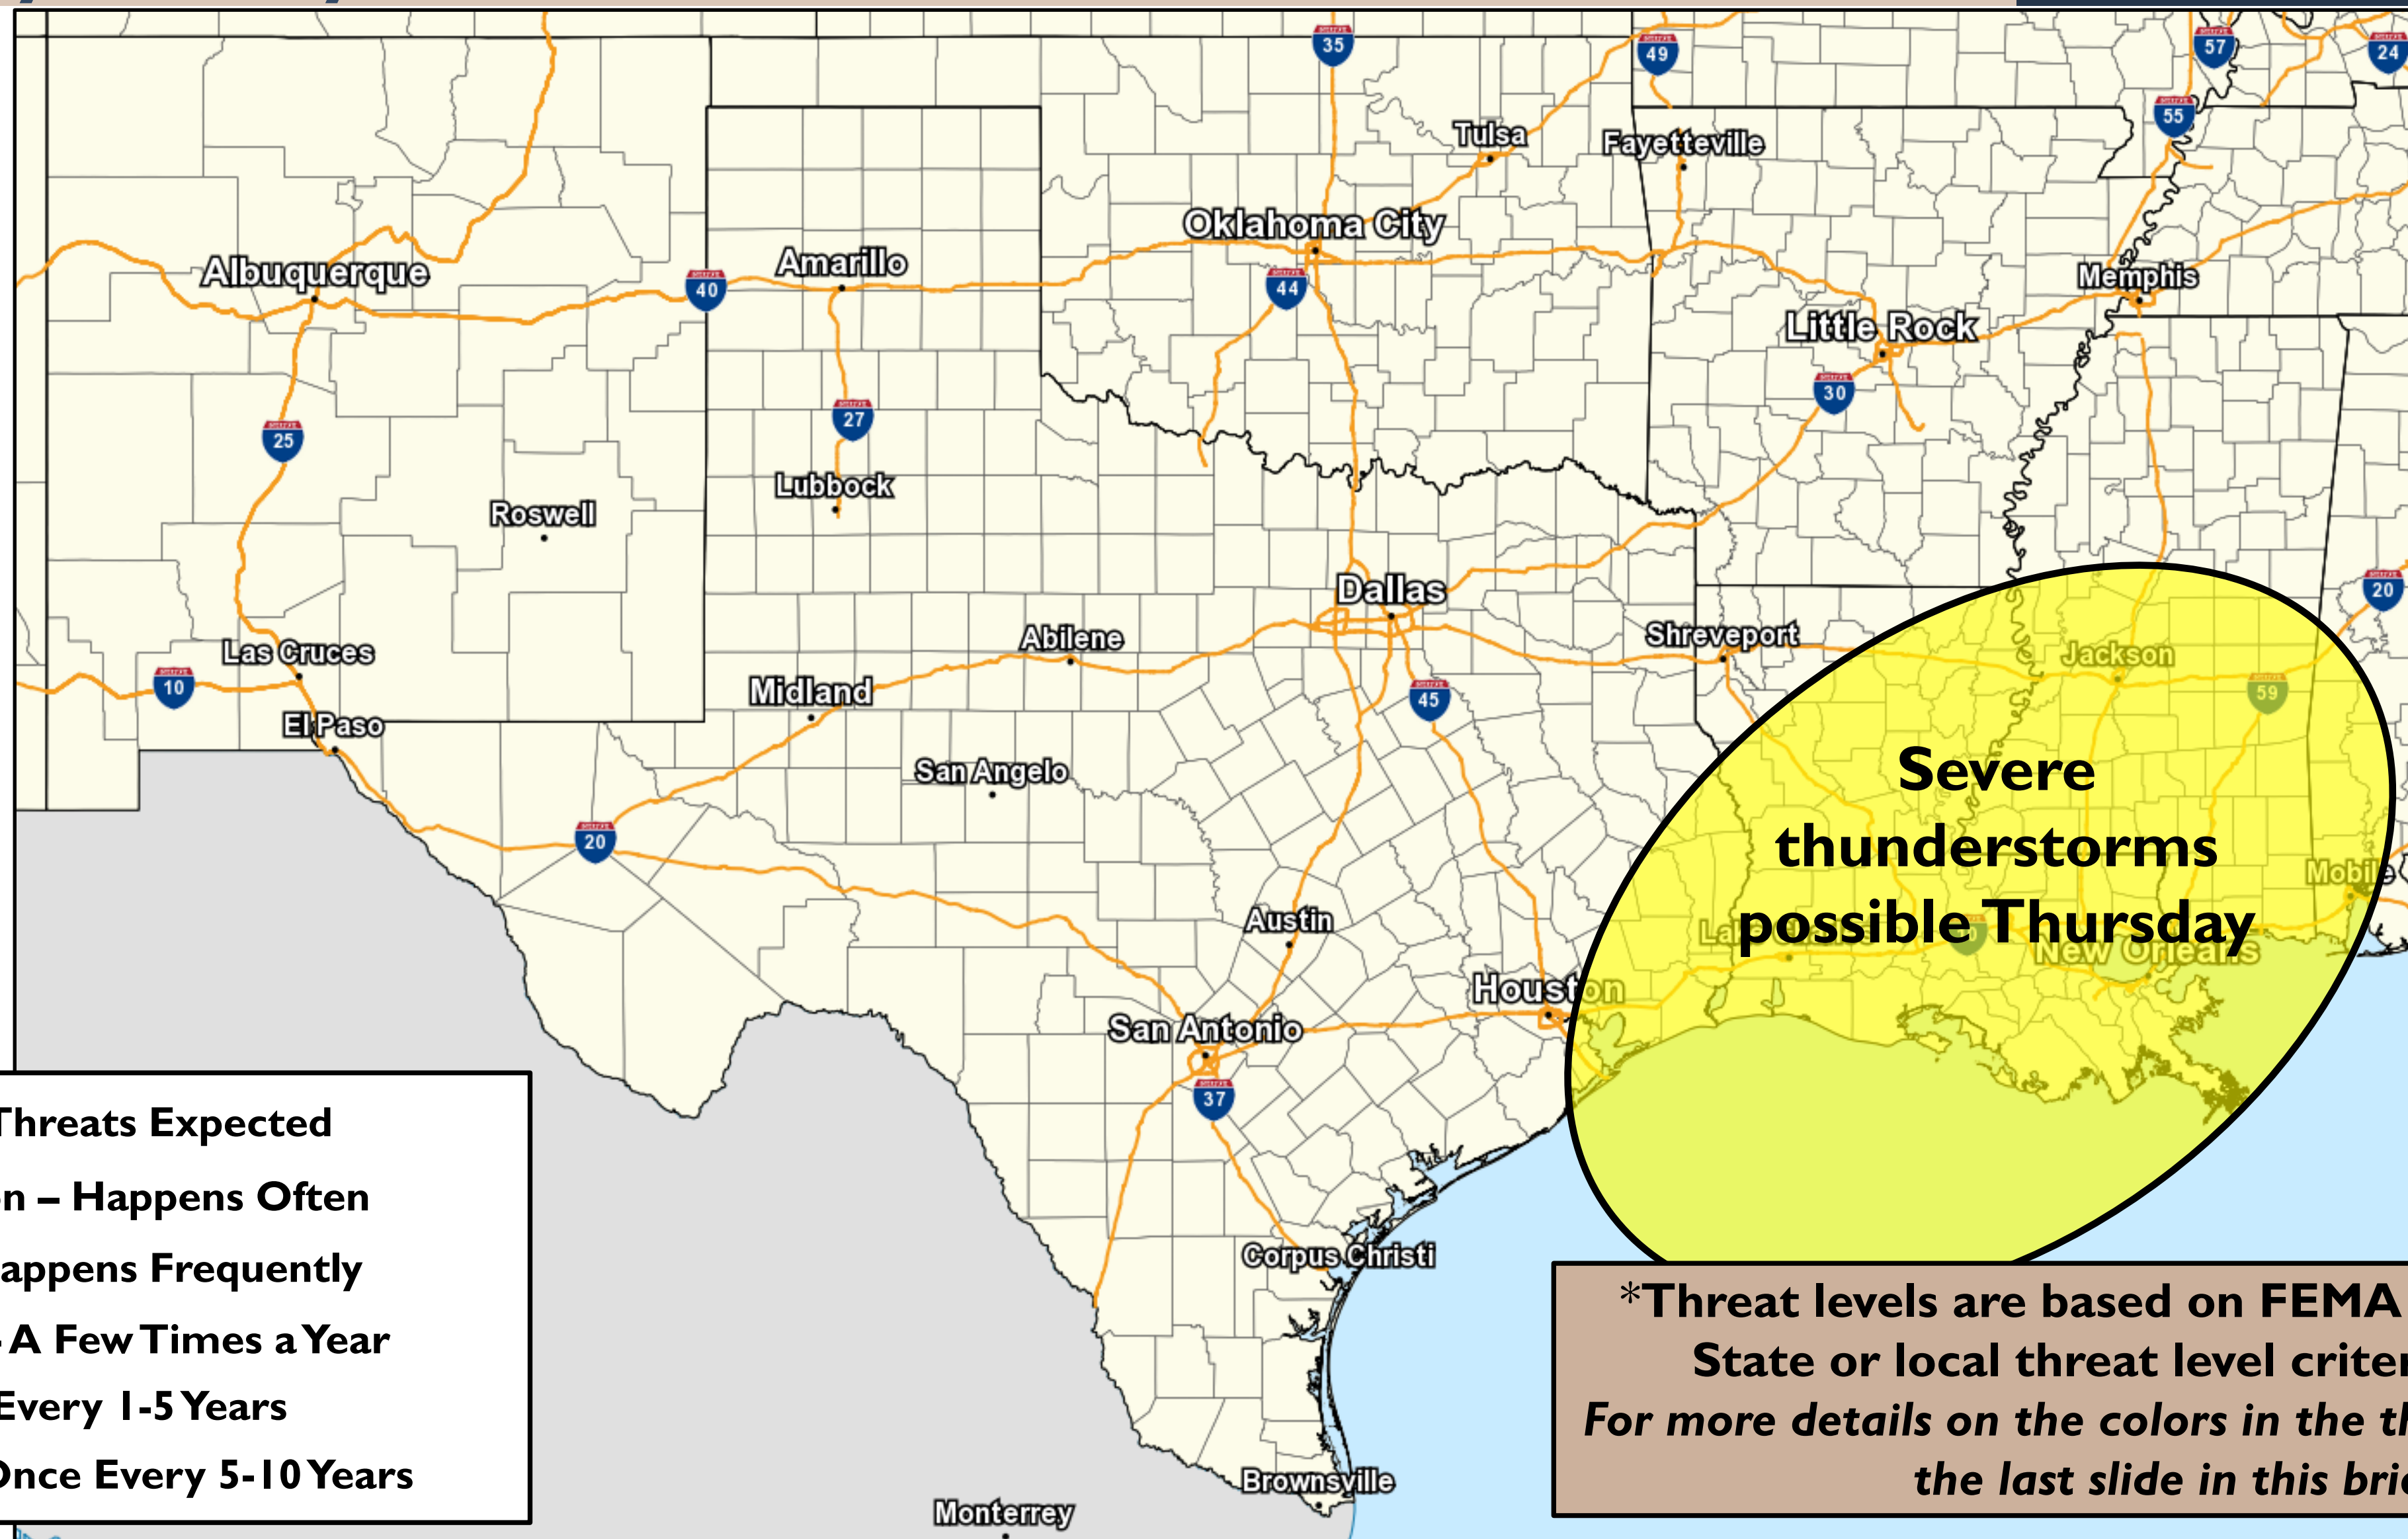 35
49
57
24
55
Tulsa
Fayetteville
Oklahoma City
Albuquerque
Amarillo
40
44
Memphis
Little Rock
30
25
27
Lubbock
Roswell
Dallas
20
Shreveport
Abilene
Las Cruces
Jackson
10
Midland
45
59
El Paso
San Angelo
Severe
thunderstorms
possible Thursday
20
Mobile
Austin
New Orleans
Houston
San Antonio
37
Threats Expected
n – Happens Often
appens Frequently
- A Few Times a Year
Every 1-5 Years
Once Every 5-10 Years
Corpus Christi
Brownsville
Monterrey
*Threat levels are based on FEMA
State or local threat level criter
For more details on the colors in the th
the last slide in this brie